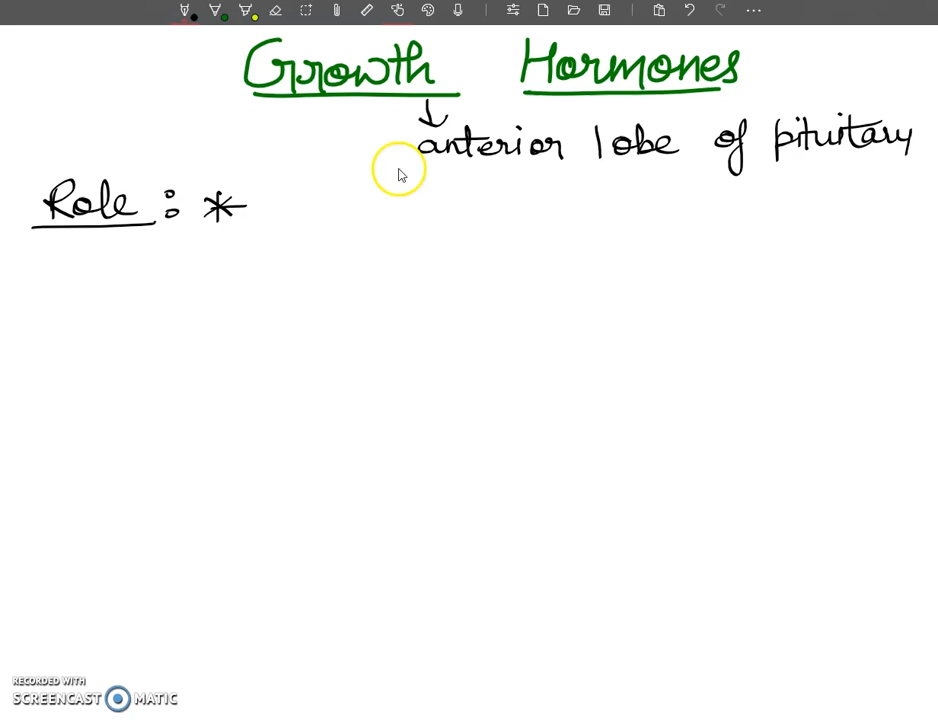 Growth Hormones
↓
anterior lobe of pituitary
Role : *
RECORDED WITH
SCREENCAST MATIC